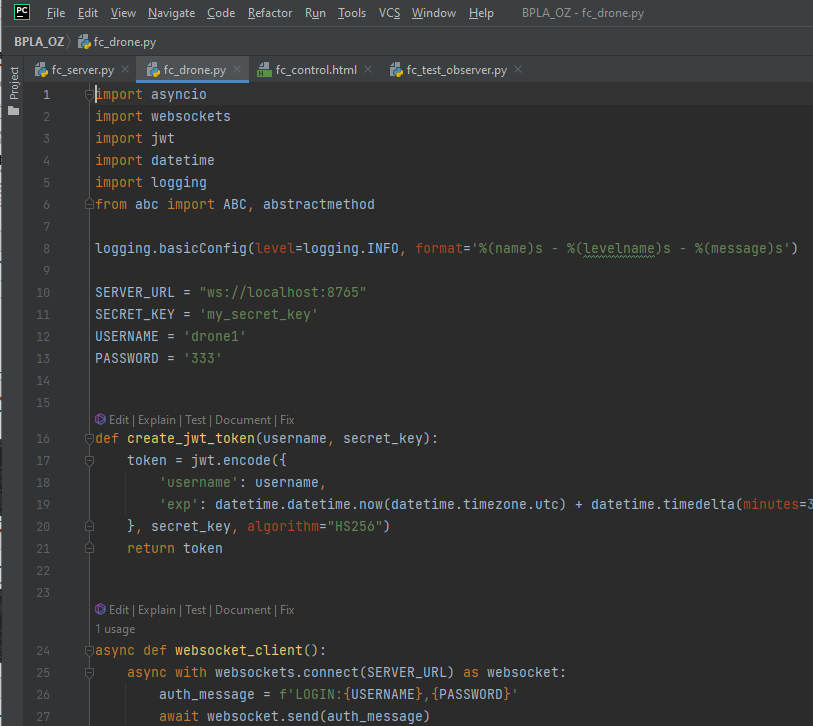 PC File Edit View Navigate Code Refactor Run Tools VCS Window Help BPLA_OZ - fc_drone.py
BPLA_OZ fc_drone.py
fc_server.py fc_drone.py fc_control.html fc_test_observer.py
Project
1 import asyncio
2 import websockets
3 import jwt
4 import datetime
5 import logging
6 from abc import ABC, abstractmethod
7
8 logging.basicConfig(level=logging.INFO, format='%(name)s - %(levelname)s - %(message)s')
9
10 SERVER_URL = "ws://localhost:8765"
11 SECRET_KEY = 'my_secret_key'
12 USERNAME = 'drone1'
13 PASSWORD = '333'
14
15
Edit | Explain | Test | Document | Fix
16 def create_jwt_token(username, secret_key):
17 token = jwt.encode({
18 'username': username,
19 'exp': datetime.datetime.now(datetime.timezone.utc) + datetime.timedelta(minutes=3
20 }, secret_key, algorithm="HS256")
21 return token
22
23
Edit | Explain | Test | Document | Fix
1 usage
24 async def websocket_client():
25 async with websockets.connect(SERVER_URL) as websocket:
26 auth_message = f'LOGIN:{USERNAME},{PASSWORD}'
27 await websocket.send(auth_message)